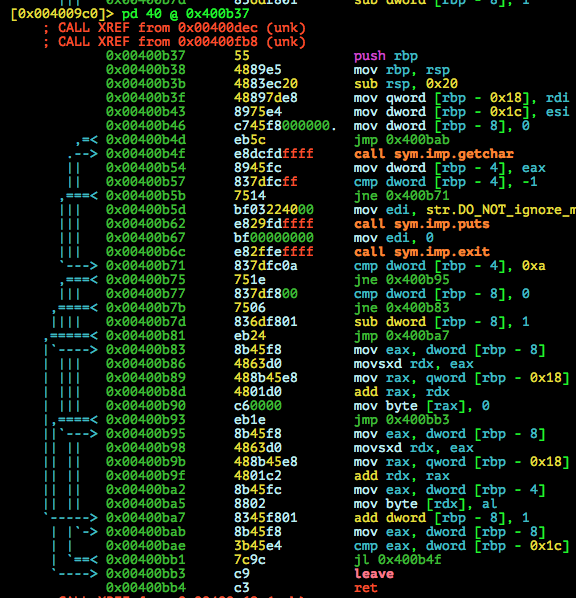 [0x004009c0]> pd 40 @ 0x400b37
; CALL XREF from 0x00400dec (unk)
; CALL XREF from 0x00400fb8 (unk)
0x00400b37 55 push rbp
0x00400b38 4889e5 mov rbp, rsp
0x00400b3b 4883ec20 sub rsp, 0x20
0x00400b3f 48897de8 mov qword [rbp - 0x18], rdi
0x00400b43 8975e4 mov dword [rbp - 0x1c], esi
0x00400b46 c745f8000000. mov dword [rbp - 8], 0
,=< 0x00400b4d eb5c jmp 0x400bab
.--> 0x00400b4f e8dcfdffff call sym.imp.getchar
|| 0x00400b54 8945fc mov dword [rbp - 4], eax
|| 0x00400b57 837dfcff cmp dword [rbp - 4], -1
,===< 0x00400b5b 7514 jne 0x400b71
||| 0x00400b5d bf03224000 mov edi, str.DO_NOT_ignore_m
||| 0x00400b62 e829fdffff call sym.imp.puts
||| 0x00400b67 bf00000000 mov edi, 0
||| 0x00400b6c e82ffeffff call sym.imp.exit
`---> 0x00400b71 837dfc0a cmp dword [rbp - 4], 0xa
,===< 0x00400b75 751e jne 0x400b95
||| 0x00400b77 837df800 cmp dword [rbp - 8], 0
,====< 0x00400b7b 7506 jne 0x400b83
|||| 0x00400b7d 836df801 sub dword [rbp - 8], 1
,=====< 0x00400b81 eb24 jmp 0x400ba7
|`----> 0x00400b83 8b45f8 mov eax, dword [rbp - 8]
| ||| 0x00400b86 4863d0 movsxd rdx, eax
| ||| 0x00400b89 488b45e8 mov rax, qword [rbp - 0x18]
| ||| 0x00400b8d 4801d0 add rax, rdx
| ||| 0x00400b90 c60000 mov byte [rax], 0
|,====< 0x00400b93 eb1e jmp 0x400bb3
||`---> 0x00400b95 8b45f8 mov eax, dword [rbp - 8]
|| || 0x00400b98 4863d0 movsxd rdx, eax
|| || 0x00400b9b 488b45e8 mov rax, qword [rbp - 0x18]
|| || 0x00400b9f 4801c2 add rdx, rax
|| || 0x00400ba2 8b45fc mov eax, dword [rbp - 4]
|| || 0x00400ba5 8802 mov byte [rdx], al
`-----> 0x00400ba7 8345f801 add dword [rbp - 8], 1
| |`-> 0x00400bab 8b45f8 mov eax, dword [rbp - 8]
| | 0x00400bae 3b45e4 cmp eax, dword [rbp - 0x1c]
| `==< 0x00400bb1 7c9c jl 0x400b4f
`----> 0x00400bb3 c9 leave
0x00400bb4 c3 ret